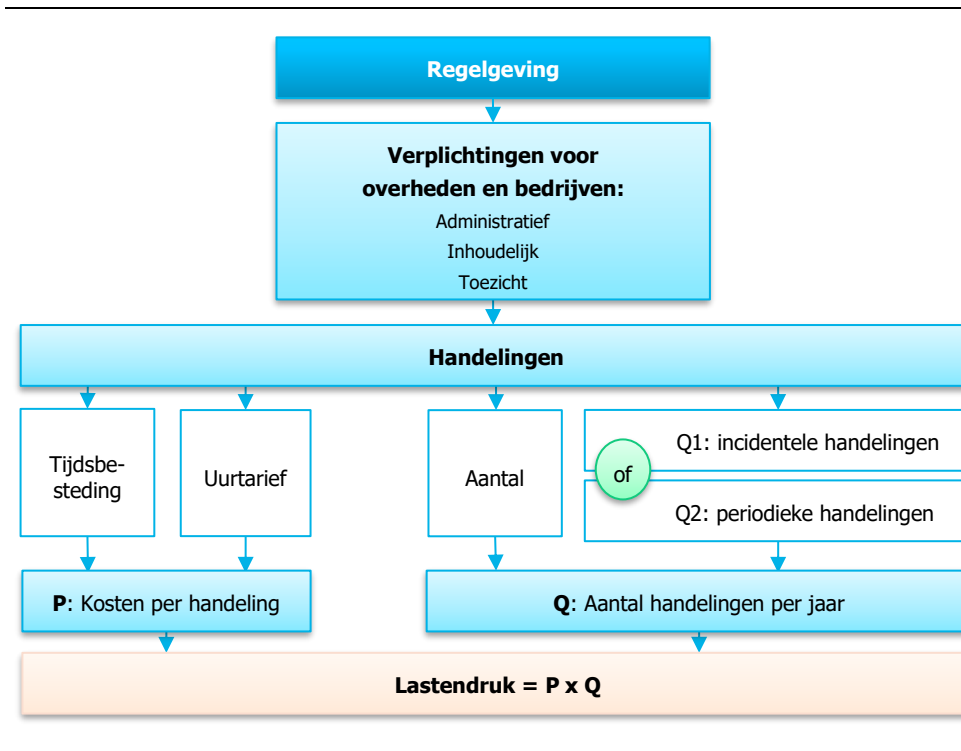 Regelgeving
Verplichtingen voor
overheden en bedrijven:
Administratief
Inhoudelijk
Toezicht
Handelingen
Tijdsbe-
steding
Uurtarief
Aantal
Q1: incidentele handelingen
of
Q2: periodieke handelingen
P: Kosten per handeling
Q: Aantal handelingen per jaar
Lastendruk = P x Q